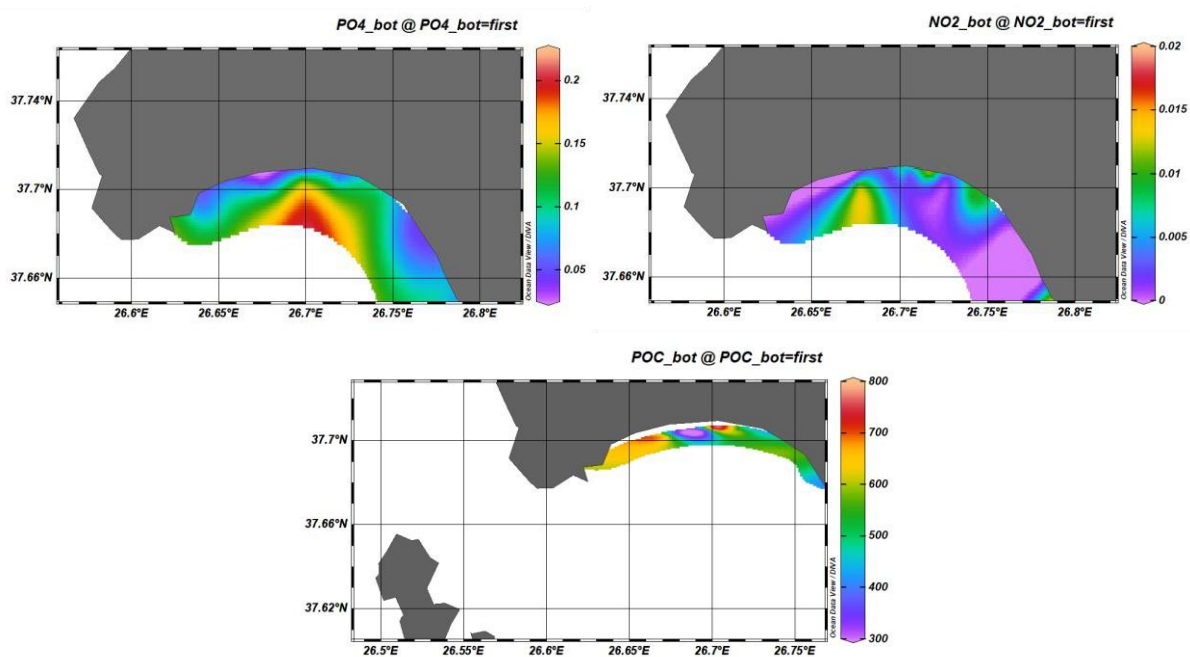 PO4_bot @ PO4_bot=first
37.74°N
37.7°N
37.66°N
26.6°E 26.65°E 26.7°E 26.75°E 26.8°E
0.2
0.15
0.1
0.05
Ocean Data View / DIVA
NO2_bot @ NO2_bot=first
37.74°N
37.7°N
37.66°N
26.6°E 26.65°E 26.7°E 26.75°E 26.8°E
0.02
0.015
0.01
0.005
0
Ocean Data View / DIVA
POC_bot @ POC_bot=first
37.7°N
37.66°N
37.62°N
26.5°E 26.55°E 26.6°E 26.65°E 26.7°E 26.75°E
800
700
600
500
400
300
Ocean Data View / DIVA